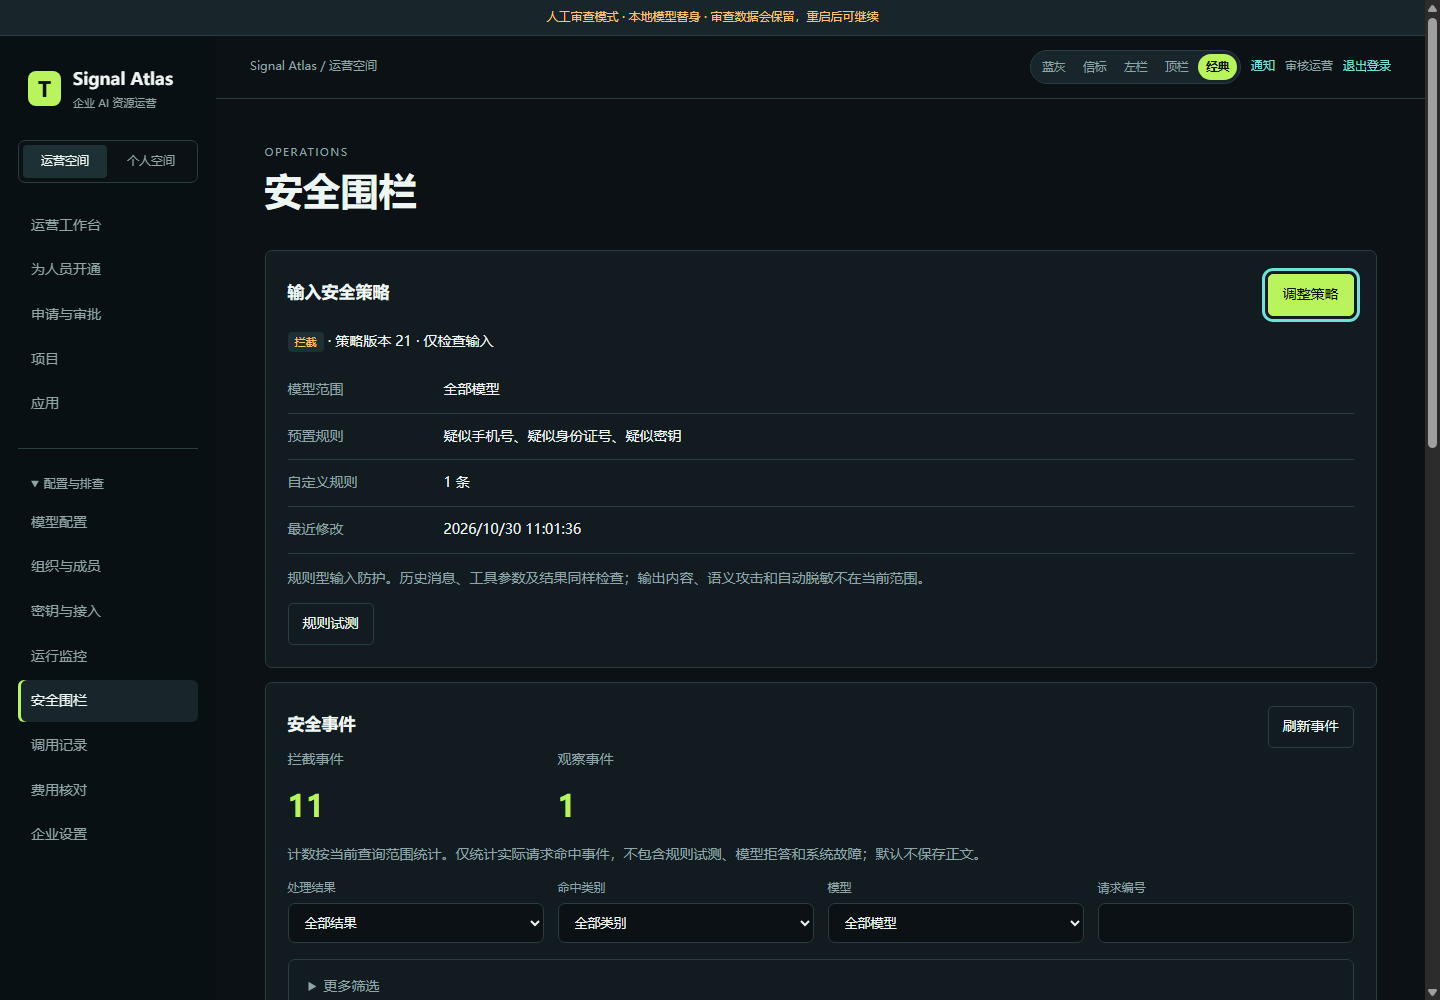 人工审查模式 · 本地模型替身 · 审查数据会保留，重启后可继续
T
Signal Atlas
企业 AI 资源运营
Signal Atlas / 运营空间
蓝灰 信标 左栏 顶栏 经典 通知 审核运营 退出登录
运营空间 个人空间
运营工作台
为人员开通
申请与审批
项目
应用
▼ 配置与排查
模型配置
组织与成员
密钥与接入
运行监控
安全围栏
调用记录
费用核对
企业设置
OPERATIONS
安全围栏
输入安全策略
调整策略
拦截 · 策略版本 21 · 仅检查输入
模型范围 全部模型
预置规则 疑似手机号、疑似身份证号、疑似密钥
自定义规则 1 条
最近修改 2026/10/30 11:01:36
规则型输入防护。历史消息、工具参数及结果同样检查；输出内容、语义攻击和自动脱敏不在当前范围。
规则试测
安全事件
刷新事件
拦截事件 观察事件
11 1
计数按当前查询范围统计。仅统计实际请求命中事件，不包含规则试测、模型拒答和系统故障；默认不保存正文。
处理结果 命中类别 模型 请求编号
全部结果 全部类别 全部模型
▶ 更多筛选